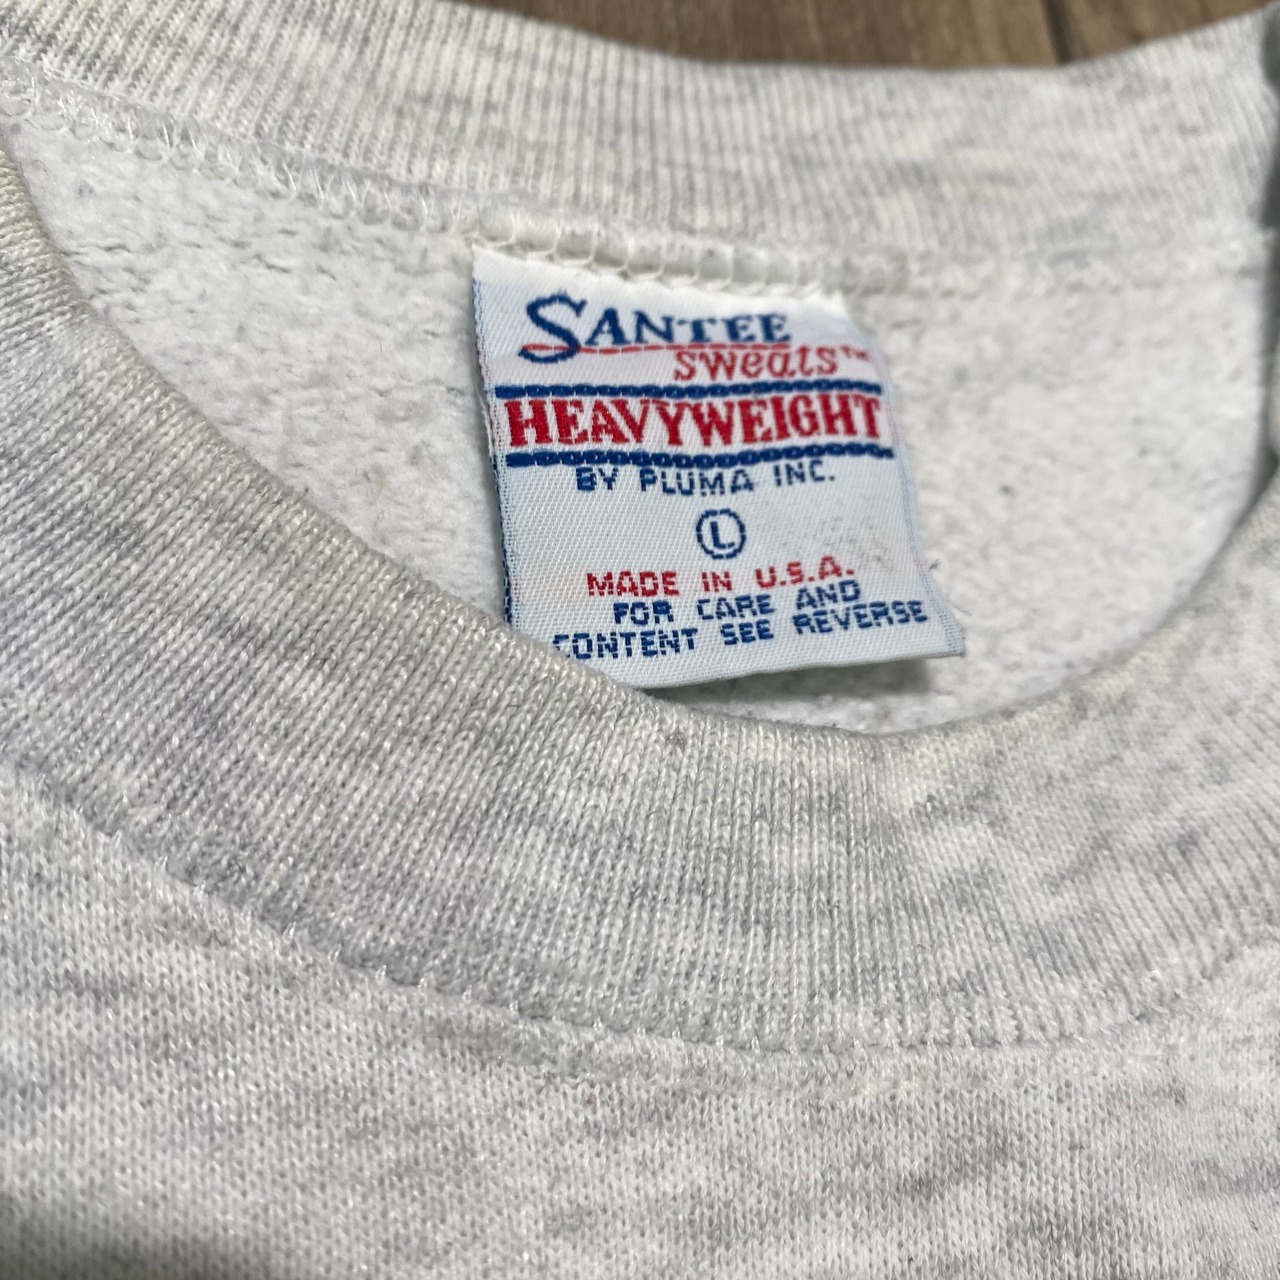 SANTEE
sweats™
HEAVYWEIGHT
BY PLUMA INC.
L
MADE IN U.S.A.
FOR CARE AND
CONTENT SEE REVERSE